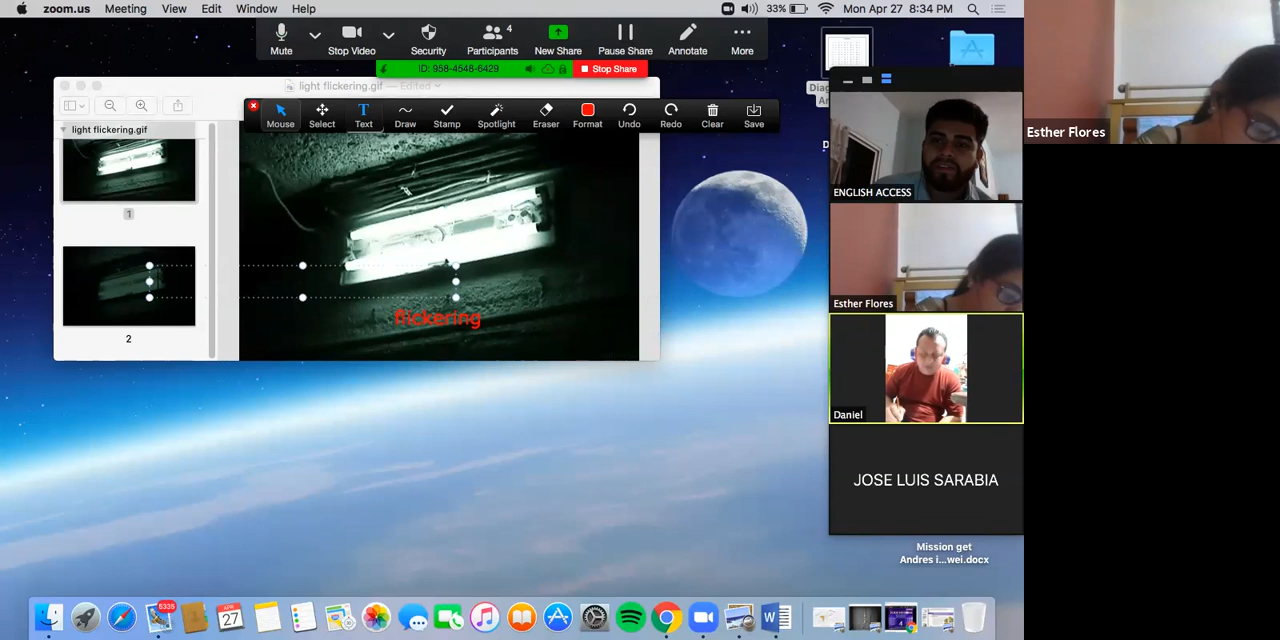 zoom.us Meeting View Edit Window Help 33% Mon Apr 27 8:34 PM
Mute Stop Video Security Participants 4 New Share Pause Share Annotate More
ID: 958-4548-6429 Stop Share
light flickering.gif — Edited
Mouse Select Text Draw Stamp Spotlight Eraser Format Undo Redo Clear Save
light flickering.gif
1
2
flickering
ENGLISH ACCESS
Esther Flores
Daniel
JOSE LUIS SARABIA
Esther Flores
Mission get
Andres i...wei.docx
5335
APR
27